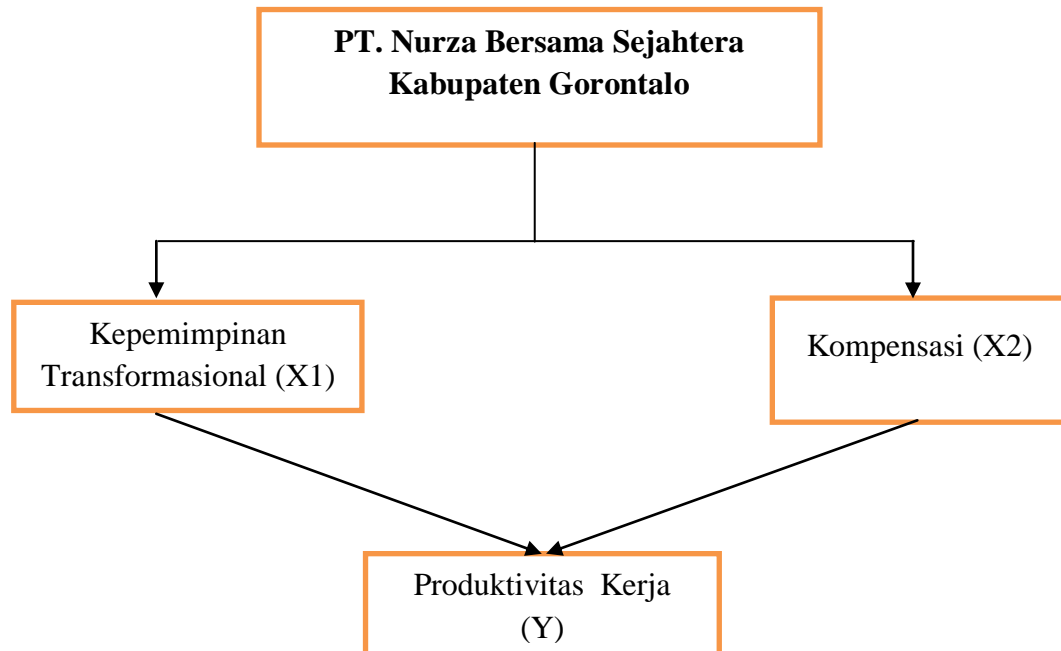 PT. Nurza Bersama Sejahtera
Kabupaten Gorontalo
Kepemimpinan
Transformasional (X1)
Kompensasi (X2)
Produktivitas Kerja
(Y)